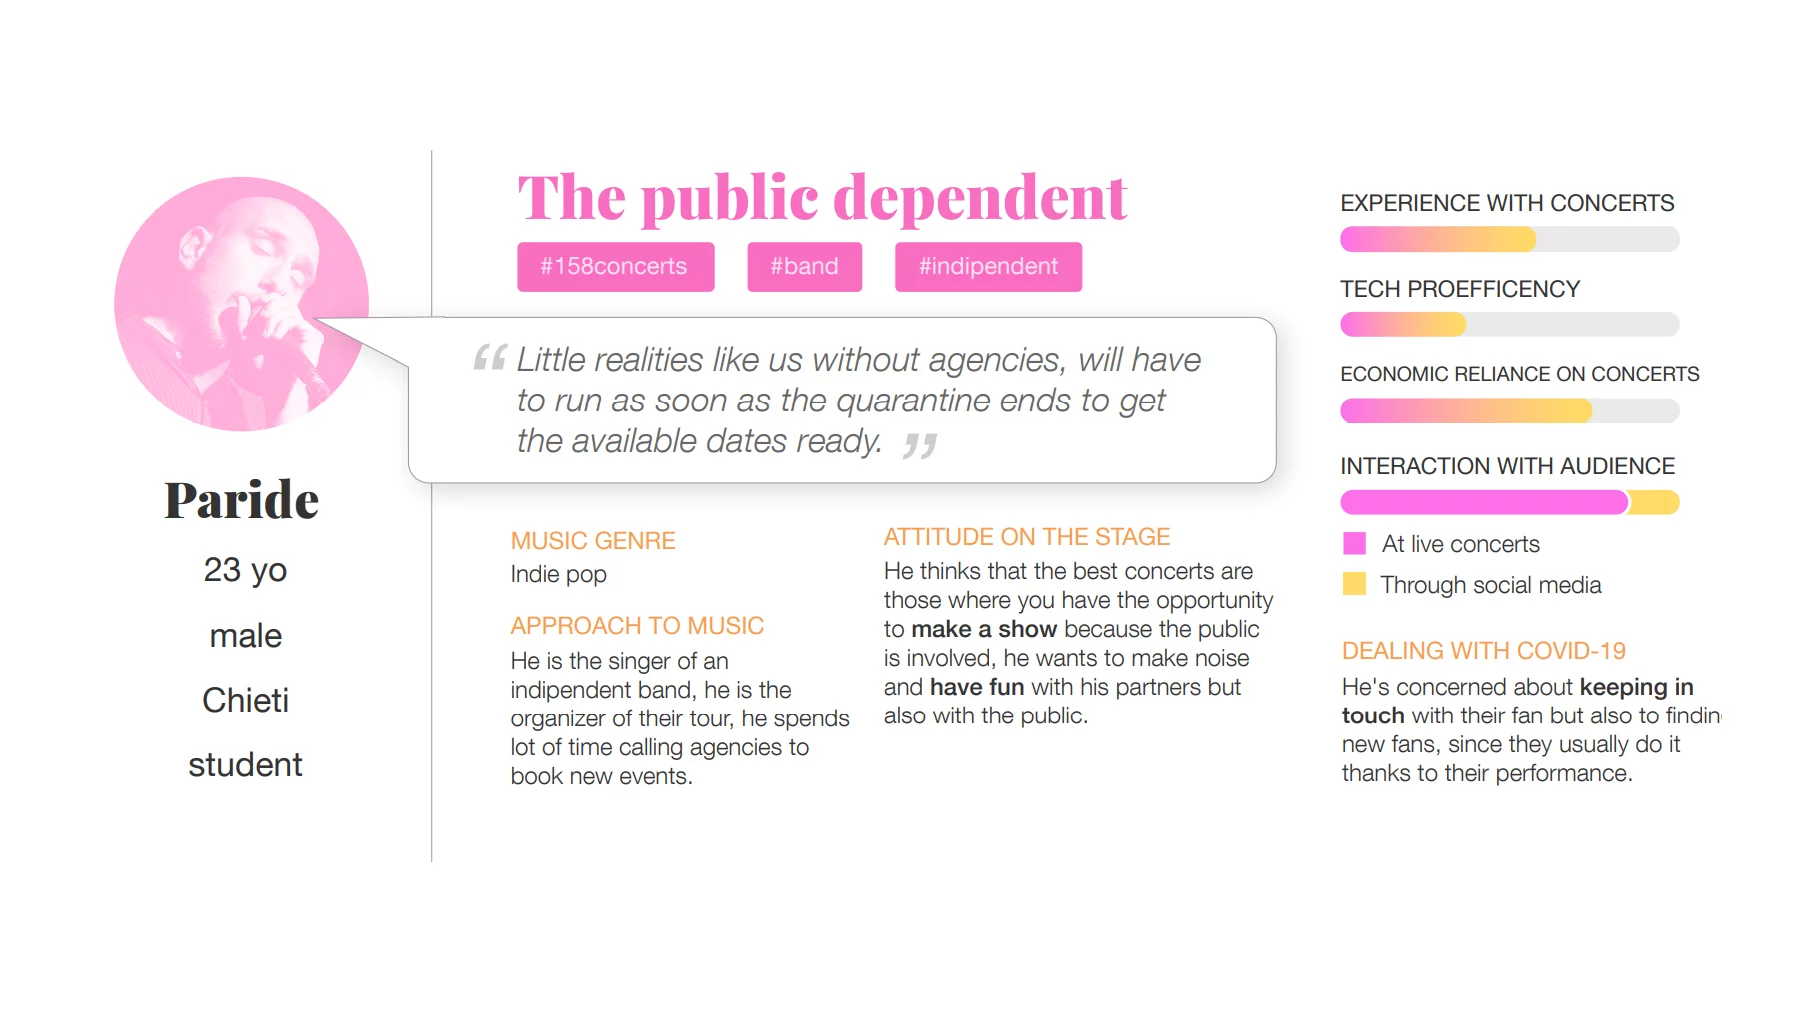 Paride
23 yo
male
Chieti
student
The public dependent
#158concerts
#band
#indipendent
“Little realities like us without agencies, will have
to run as soon as the quarantine ends to get
the available dates ready.”
MUSIC GENRE
Indie pop
APPROACH TO MUSIC
He is the singer of an
indipendent band, he is the
organizer of their tour, he spends
lot of time calling agencies to
book new events.
ATTITUDE ON THE STAGE
He thinks that the best concerts are
those where you have the opportunity
to make a show because the public
is involved, he wants to make noise
and have fun with his partners but
also with the public.
EXPERIENCE WITH CONCERTS
TECH PROEFFICENCY
ECONOMIC RELIANCE ON CONCERTS
INTERACTION WITH AUDIENCE
At live concerts
Through social media
DEALING WITH COVID-19
He's concerned about keeping in
touch with their fan but also to findin
new fans, since they usually do it
thanks to their performance.